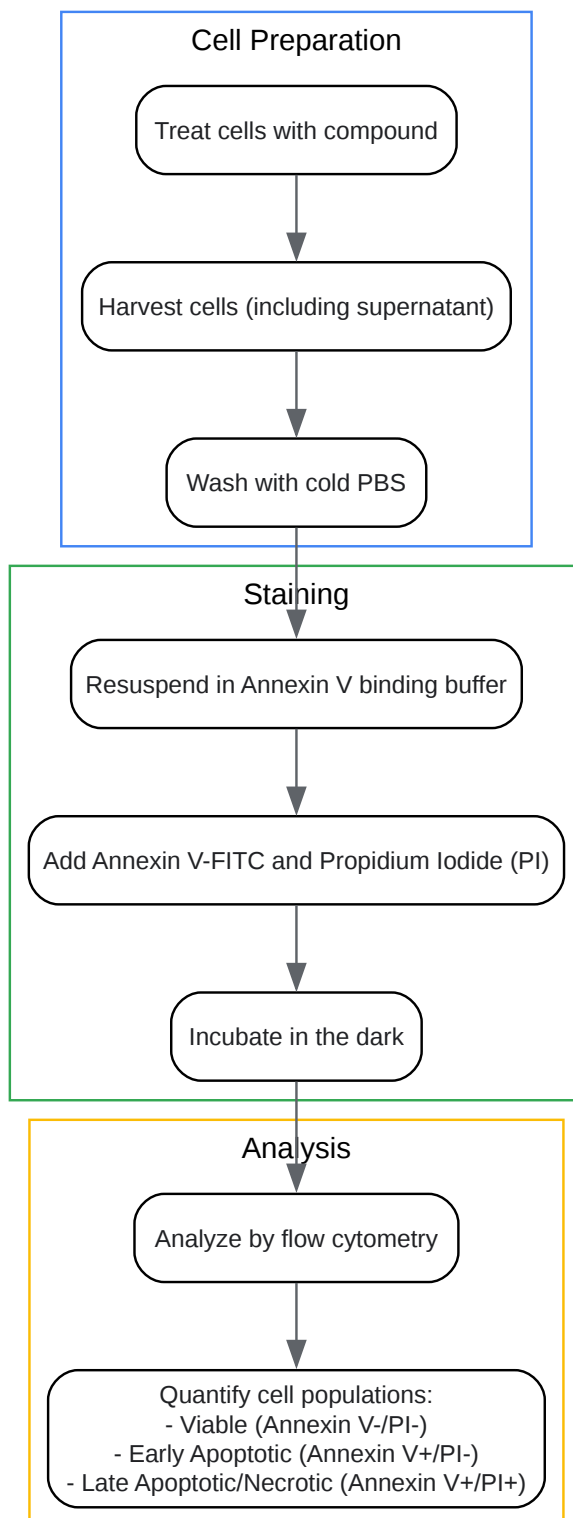 Cell Preparation
Treat cells with compound
Harvest cells (including supernatant)
Wash with cold PBS
Staining
Resuspend in Annexin V binding buffer
Add Annexin V-FITC and Propidium Iodide (PI)
Incubate in the dark
Analysis
Analyze by flow cytometry
Quantify cell populations:
- Viable (Annexin V-/PI-)
- Early Apoptotic (Annexin V+/PI-)
- Late Apoptotic/Necrotic (Annexin V+/PI+)